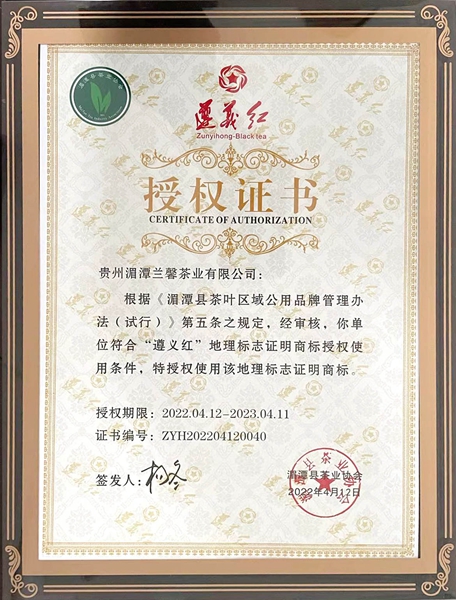 遵义红
Zunyihong-Black tea
授权证书
CERTIFICATE OF AUTHORIZATION
贵州湄潭兰馨茶业有限公司：
根据《湄潭县茶叶区域公用品牌管理办
法（试行）》第五条之规定，经审核，你单
位符合“遵义红”地理标志证明商标授权使
用条件，特授权使用该地理标志证明商标。
授权期限：2022.04.12-2023.04.11
证书编号：ZYH202204120040
签发人：
湄潭县茶业协会
2022年4月12日